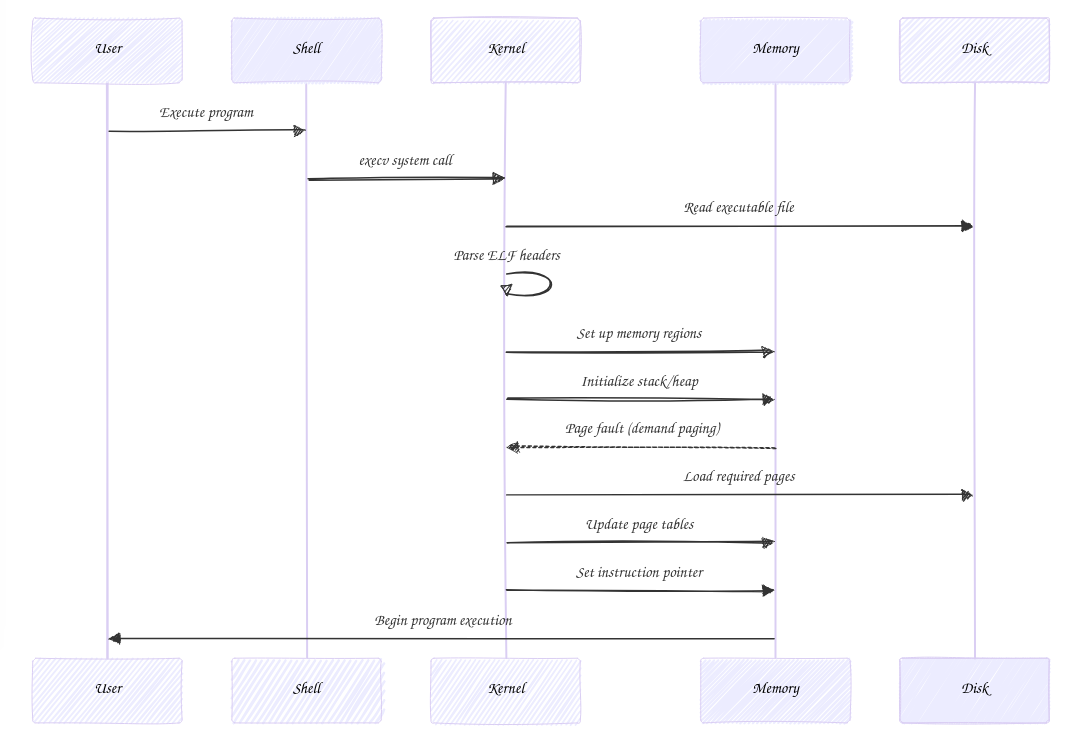 User
Shell
Kernel
Memory
Disk
Execute program
execv system call
Read executable file
Parse ELF headers
Set up memory regions
Initialize stack/heap
Page fault (demand paging)
Load required pages
Update page tables
Set instruction pointer
Begin program execution
User
Shell
Kernel
Memory
Disk